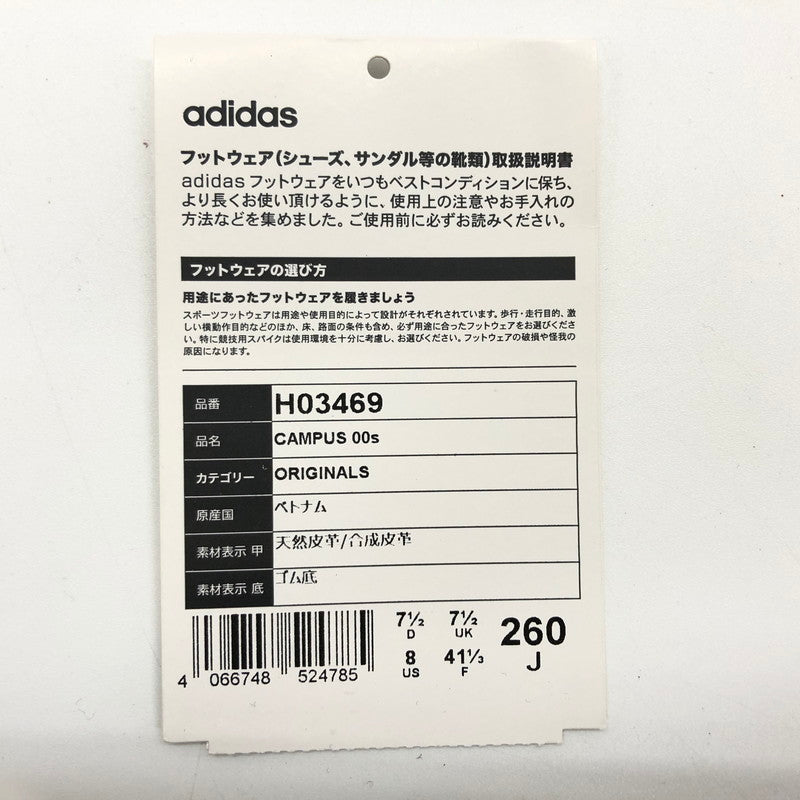 adidas
フットウェア(シューズ、サンダル等の靴類)取扱説明書
adidas フットウェアをいつもベストコンディションに保ち、
より長くお使い頂けるように、使用上の注意やお手入れの
方法などを集めました。ご使用前に必ずお読みください。
フットウェアの選び方
用途にあったフットウェアを履きましょう
スポーツフットウェアは用途や使用目的によって設計がそれぞれされています。歩行・走行目的、激
しい横動作目的などのほか、床、路面の条件も含め、必ず用途に合ったフットウェアをお選びくださ
い。特に競技用スパイクは使用環境を十分に考慮し、お選びください。フットウェアの破損や怪我の
原因になります。
品番 H03469
品名 CAMPUS 00s
カテゴリー ORIGINALS
原産国 ベトナム
素材表示 甲 天然皮革/合成皮革
素材表示 底 ゴム底
7½ 7½ 260
D UK J
8 41⅓
US F
4 066748 524785